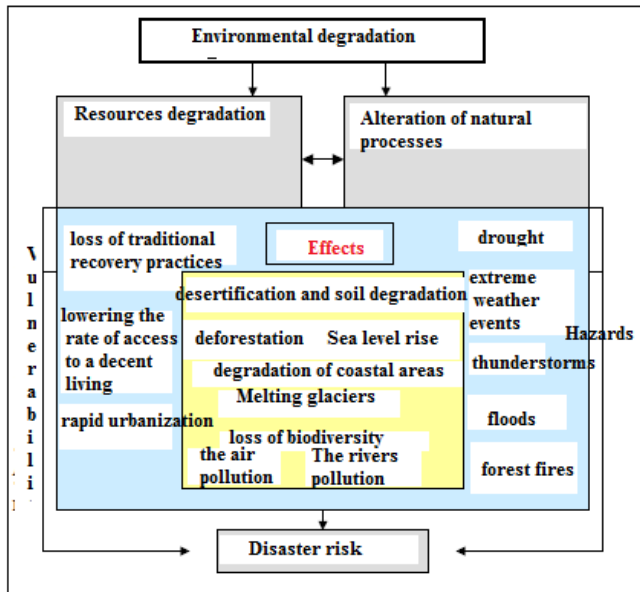 Environmental degradation
Resources degradation
Alteration of natural
processes
Effects
loss of traditional
recovery practices
lowering the
rate of access
to a decent
living
rapid urbanization
desertification and soil degradation
deforestation
Sea level rise
degradation of coastal areas
Melting glaciers
loss of biodiversity
the air
pollution
The rivers
pollution
drought
extreme
weather
events
thunderstorms
floods
forest fires
Hazards
V
u
l
n
e
r
a
b
i
l
i
Disaster risk